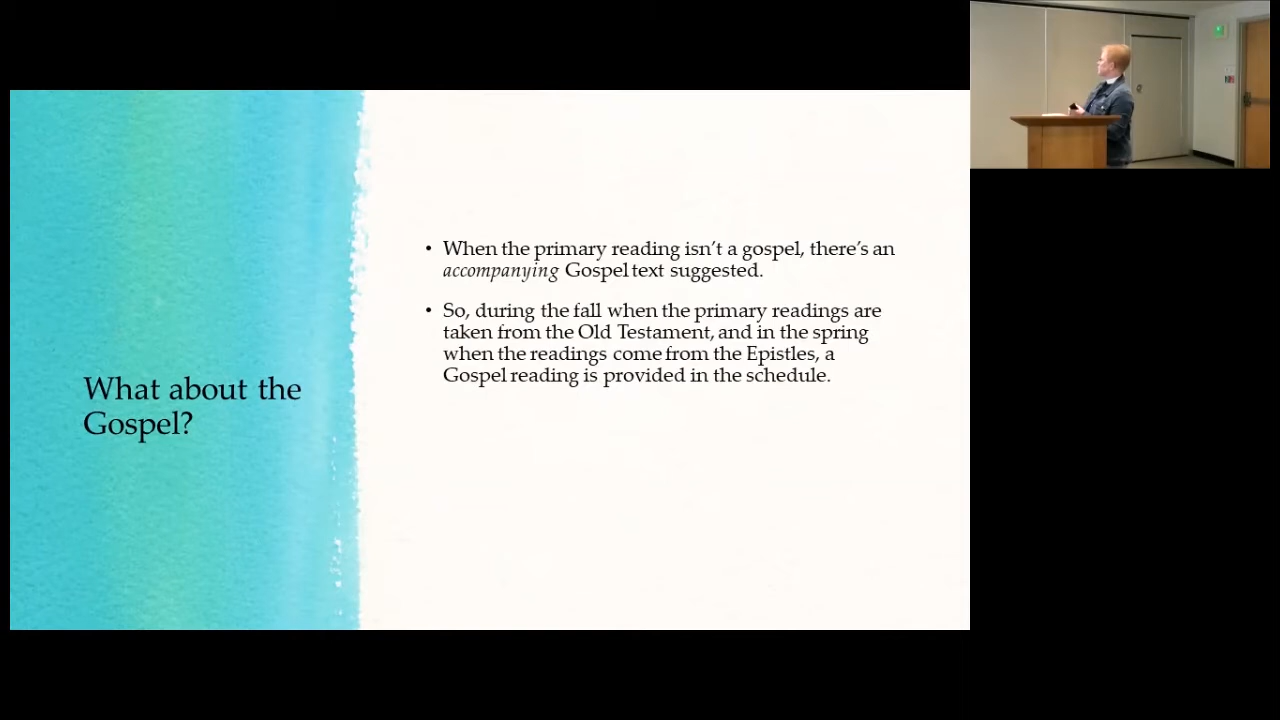 What about the
Gospel?
• When the primary reading isn’t a gospel, there’s an
accompanying Gospel text suggested.
• So, during the fall when the primary readings are
taken from the Old Testament, and in the spring
when the readings come from the Epistles, a
Gospel reading is provided in the schedule.